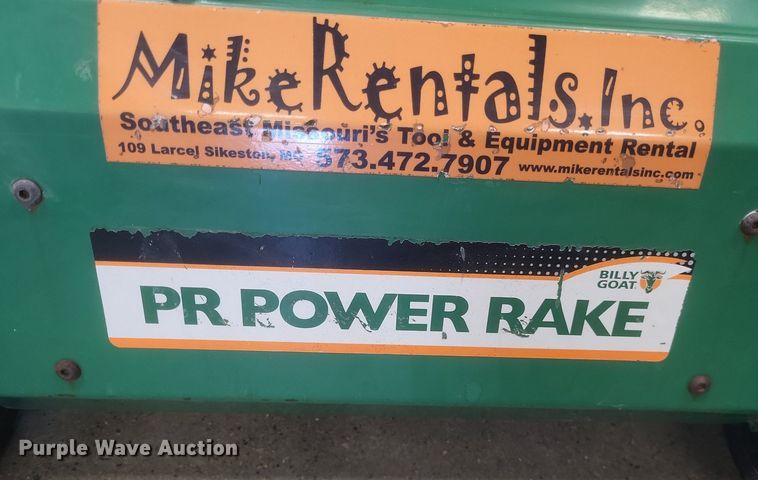 MikeRentals, Inc.
Southeast Missouri's Tool & Equipment Rental
109 Larcel Sikeston, Mo 573.472.7907 www.mikerentalsinc.com
BILLY
GOAT
PR POWER RAKE
Purple Wave Auction